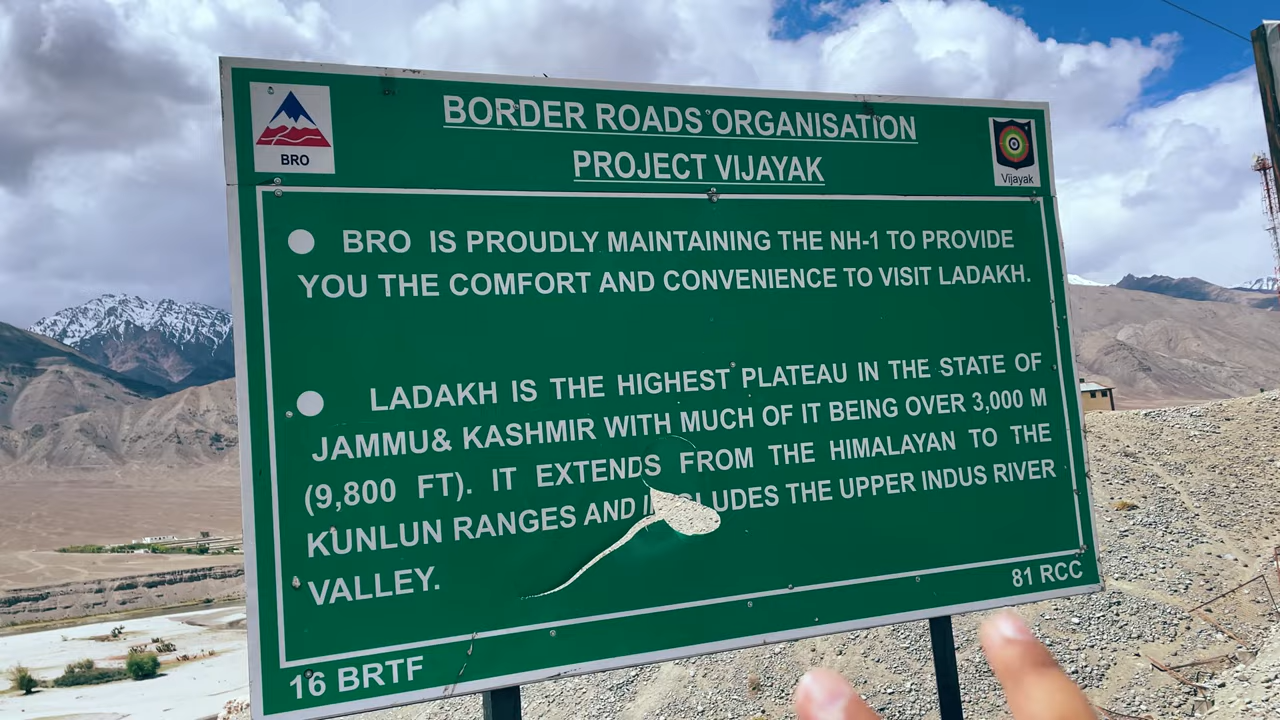 BORDER ROADS ORGANISATION
PROJECT VIJAYAK
BRO
Vijayak
BRO IS PROUDLY MAINTAINING THE NH-1 TO PROVIDE
YOU THE COMFORT AND CONVENIENCE TO VISIT LADAKH.
LADAKH IS THE HIGHEST PLATEAU IN THE STATE OF
JAMMU& KASHMIR WITH MUCH OF IT BEING OVER 3,000 M
(9,800 FT). IT EXTENDS FROM THE HIMALAYAN TO THE
KUNLUN RANGES AND THE UPPER INDUS RIVER
VALLEY.
81 RCC
16 BRTF